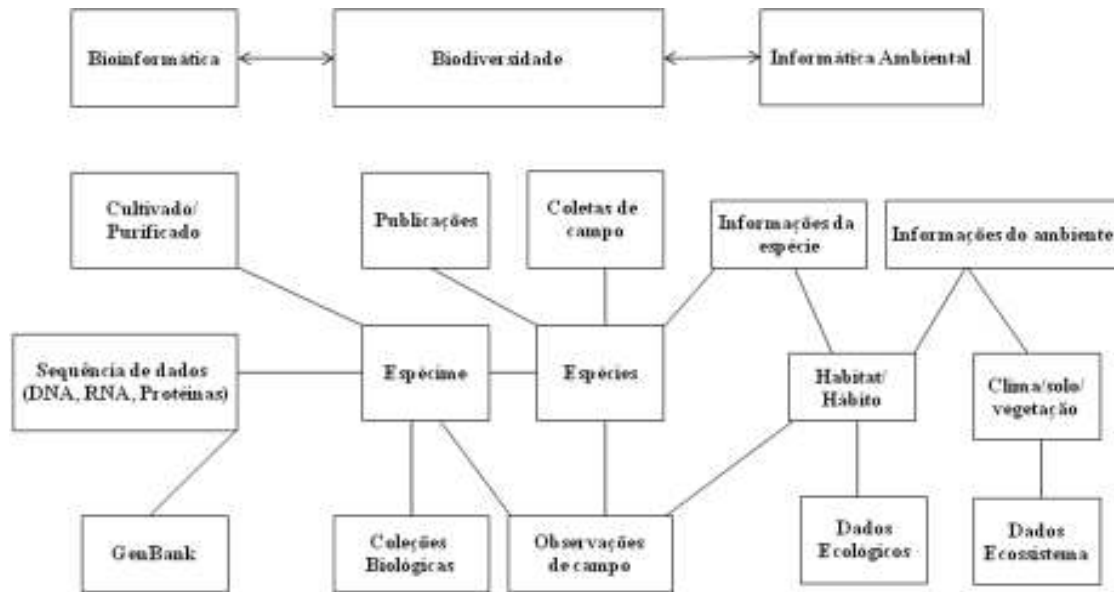 Bioinformática
Biodiversidade
Informática Ambiental
Cultivado/
Purificado
Publicações
Coletas de
campo
Informações da
espécie
Informações do ambiente
Sequência de dados
(DNA, RNA, Protéinas)
Espécime
Espécies
Habitat/
Hábito
Clima/solo/
vegetação
GenBank
Coleções
Biológicas
Observações
de campo
Dados
Ecológicos
Dados
Ecossistema